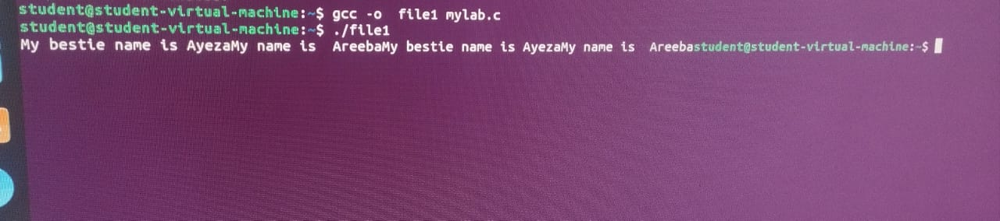 student@student-virtual-machine:~$ gcc -o  file1 mylab.c
student@student-virtual-machine:~$ ./file1
My bestie name is AyezaMy name is  AreebaMy bestie name is AyezaMy name is  Areebastudent@student-virtual-machine:~$